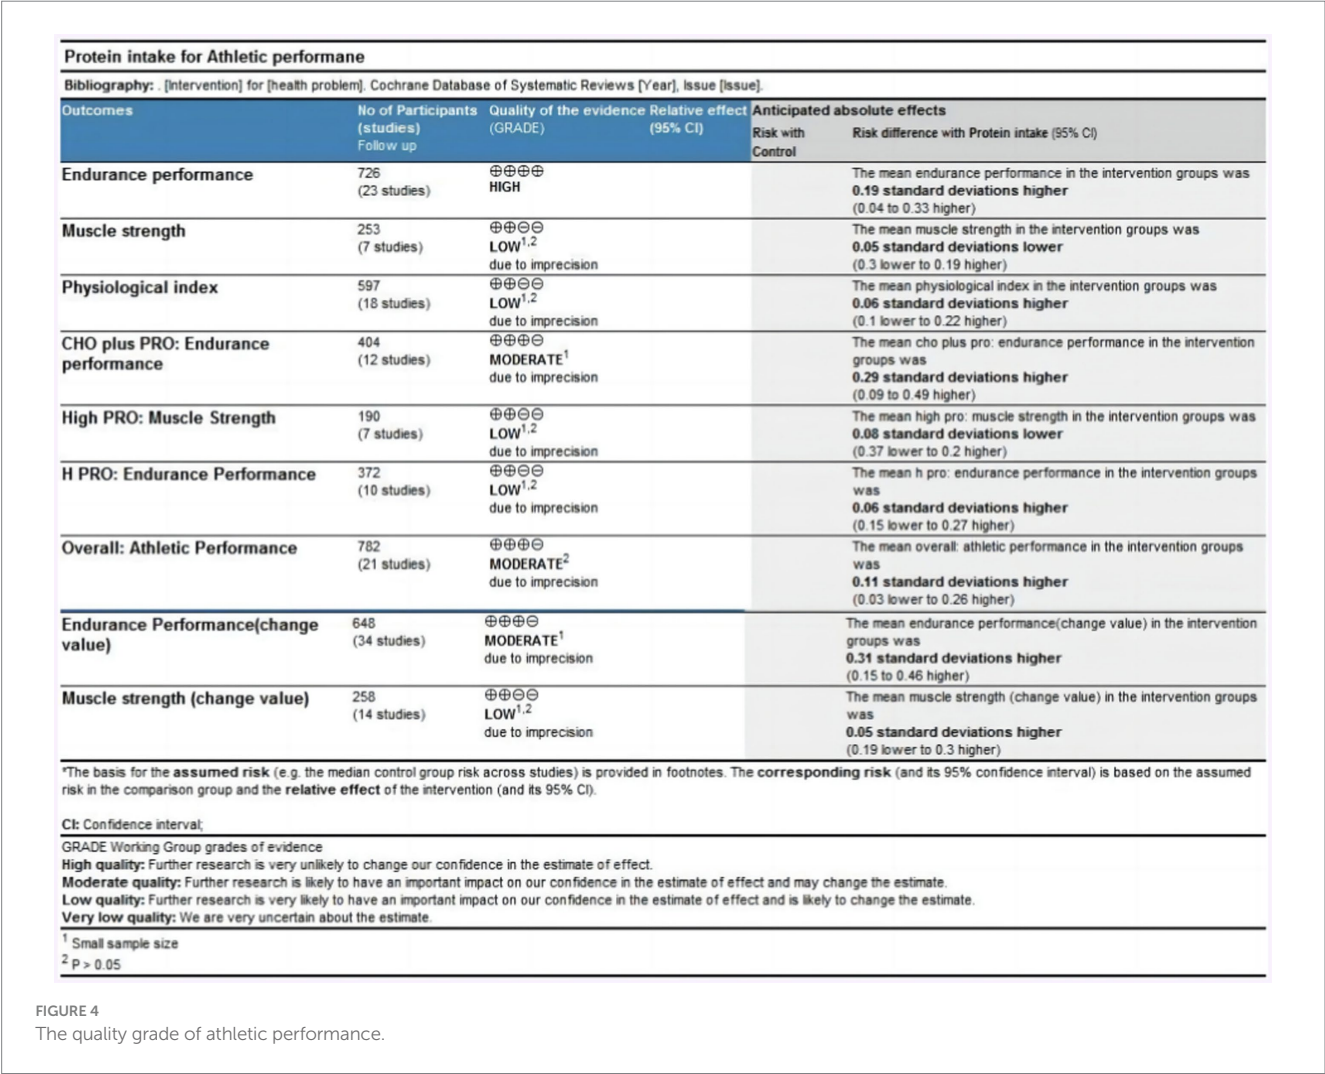 Protein intake for Athletic performane
Bibliography: . [Intervention] for [health problem]. Cochrane Database of Systematic Reviews [Year], Issue [Issue].
Outcomes No of Participants Quality of the evidence Relative effect Anticipated absolute effects
(studies) (GRADE) (95% CI) Risk with Risk difference with Protein intake (95% CI)
Follow up Control
Endurance performance 726 ⊕⊕⊕⊕ The mean endurance performance in the intervention groups was
(23 studies) HIGH 0.19 standard deviations higher
(0.04 to 0.33 higher)
Muscle strength 253 ⊕⊕⊖⊖ The mean muscle strength in the intervention groups was
(7 studies) LOW1,2 0.05 standard deviations lower
due to imprecision (0.3 lower to 0.19 higher)
Physiological index 597 ⊕⊕⊖⊖ The mean physiological index in the intervention groups was
(18 studies) LOW1,2 0.06 standard deviations higher
due to imprecision (0.1 lower to 0.22 higher)
CHO plus PRO: Endurance 404 ⊕⊕⊕⊖ The mean cho plus pro: endurance performance in the intervention
performance (12 studies) MODERATE1 groups was
due to imprecision 0.29 standard deviations higher
(0.09 to 0.49 higher)
High PRO: Muscle Strength 190 ⊕⊕⊖⊖ The mean high pro: muscle strength in the intervention groups was
(7 studies) LOW1,2 0.08 standard deviations lower
due to imprecision (0.37 lower to 0.2 higher)
H PRO: Endurance Performance 372 ⊕⊕⊖⊖ The mean h pro: endurance performance in the intervention groups
(10 studies) LOW1,2 was
due to imprecision 0.06 standard deviations higher
(0.15 lower to 0.27 higher)
Overall: Athletic Performance 782 ⊕⊕⊕⊖ The mean overall: athletic performance in the intervention groups
(21 studies) MODERATE2 was
due to imprecision 0.11 standard deviations higher
(0.03 lower to 0.26 higher)
Endurance Performance(change 648 ⊕⊕⊕⊖ The mean endurance performance(change value) in the intervention
value) (34 studies) MODERATE1 groups was
due to imprecision 0.31 standard deviations higher
(0.15 to 0.46 higher)
Muscle strength (change value) 258 ⊕⊕⊖⊖ The mean muscle strength (change value) in the intervention groups
(14 studies) LOW1,2 was
due to imprecision 0.05 standard deviations higher
(0.19 lower to 0.3 higher)
*The basis for the assumed risk (e.g. the median control group risk across studies) is provided in footnotes. The corresponding risk (and its 95% confidence interval) is based on the assumed
risk in the comparison group and the relative effect of the intervention (and its 95% CI).
CI: Confidence interval;
GRADE Working Group grades of evidence
High quality: Further research is very unlikely to change our confidence in the estimate of effect.
Moderate quality: Further research is likely to have an important impact on our confidence in the estimate of effect and may change the estimate.
Low quality: Further research is very likely to have an important impact on our confidence in the estimate of effect and is likely to change the estimate.
Very low quality: We are very uncertain about the estimate.
1 Small sample size
2 P > 0.05
FIGURE 4
The quality grade of athletic performance.